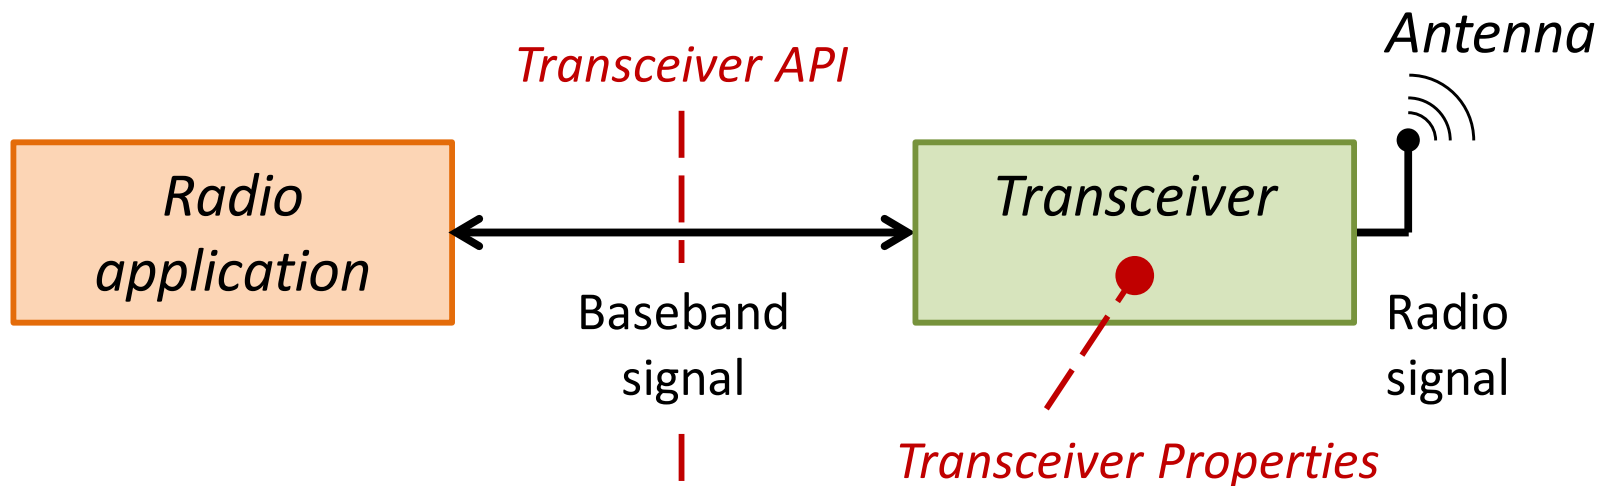 Antenna
Transceiver API
Radio
application
Transceiver
Baseband
signal
Radio
signal
Transceiver Properties